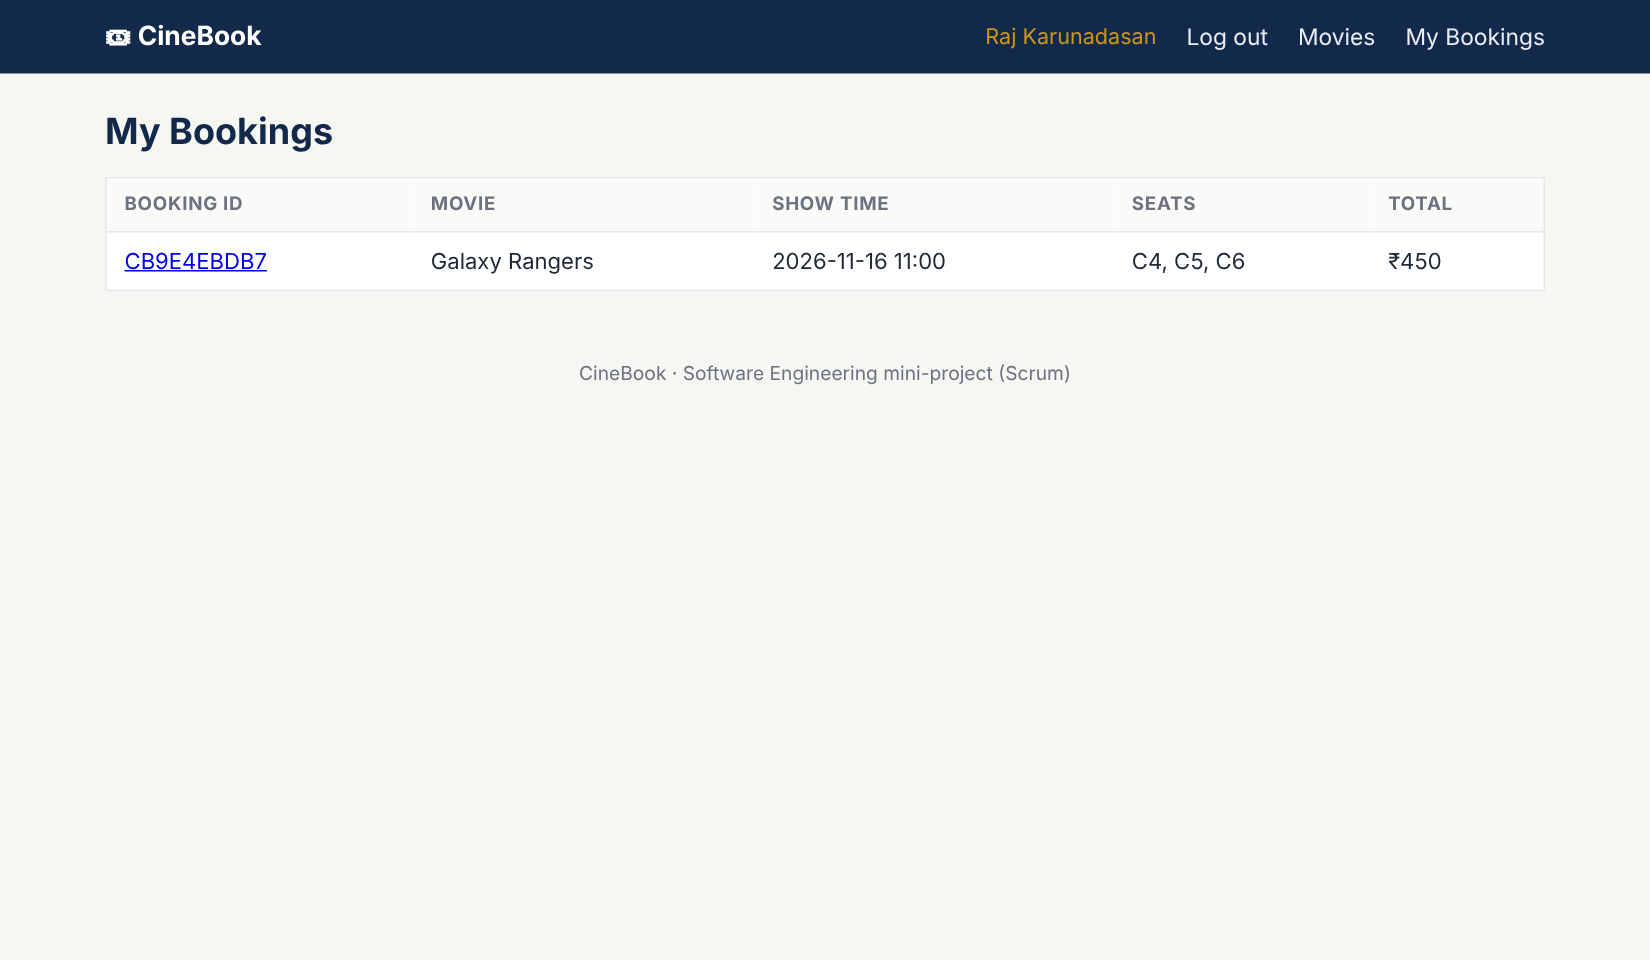 CineBook Raj Karunadasan Log out Movies My Bookings
My Bookings
BOOKING ID MOVIE SHOW TIME SEATS TOTAL
CB9E4EBDB7 Galaxy Rangers 2026-11-16 11:00 C4, C5, C6 ₹450
CineBook · Software Engineering mini-project (Scrum)